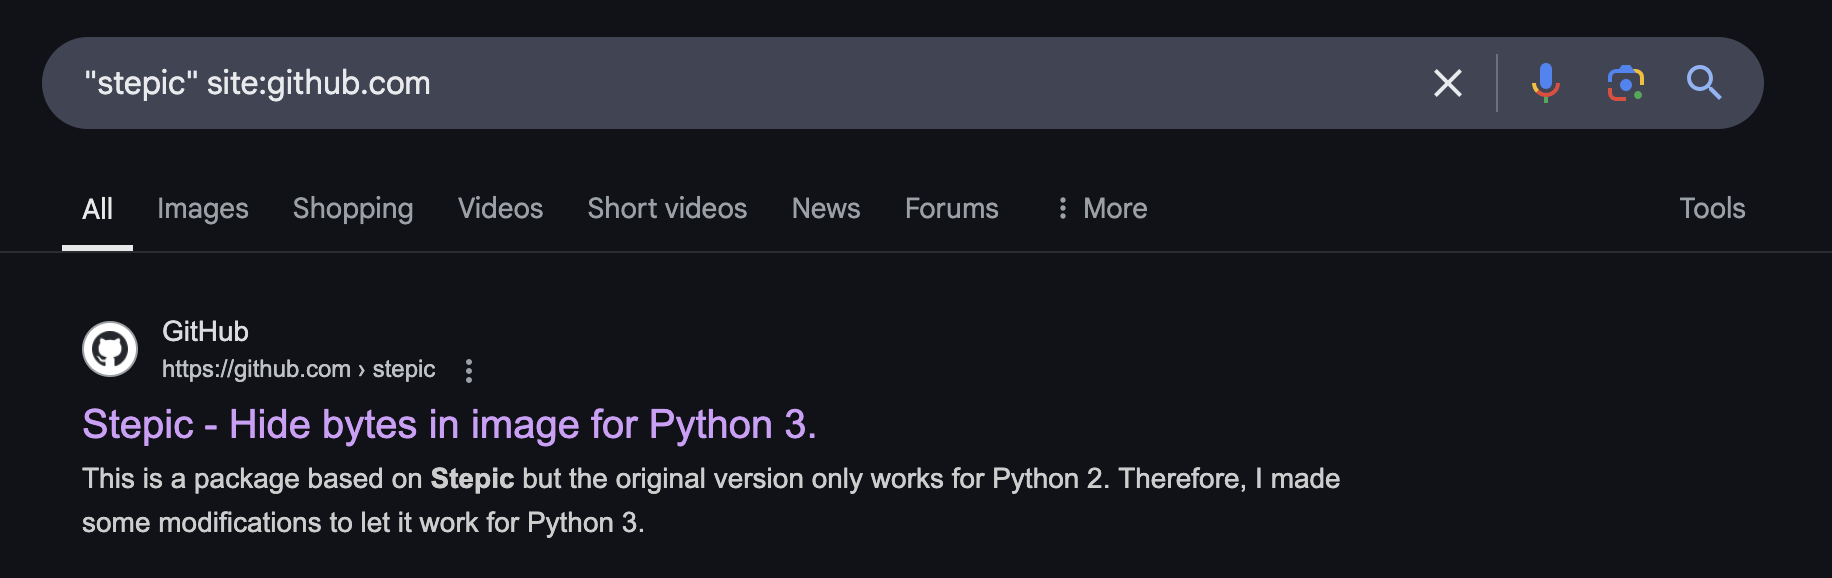 "stepic" site:github.com
All Images Shopping Videos Short videos News Forums More Tools
GitHub
https://github.com › stepic
Stepic - Hide bytes in image for Python 3.
This is a package based on Stepic but the original version only works for Python 2. Therefore, I made
some modifications to let it work for Python 3.